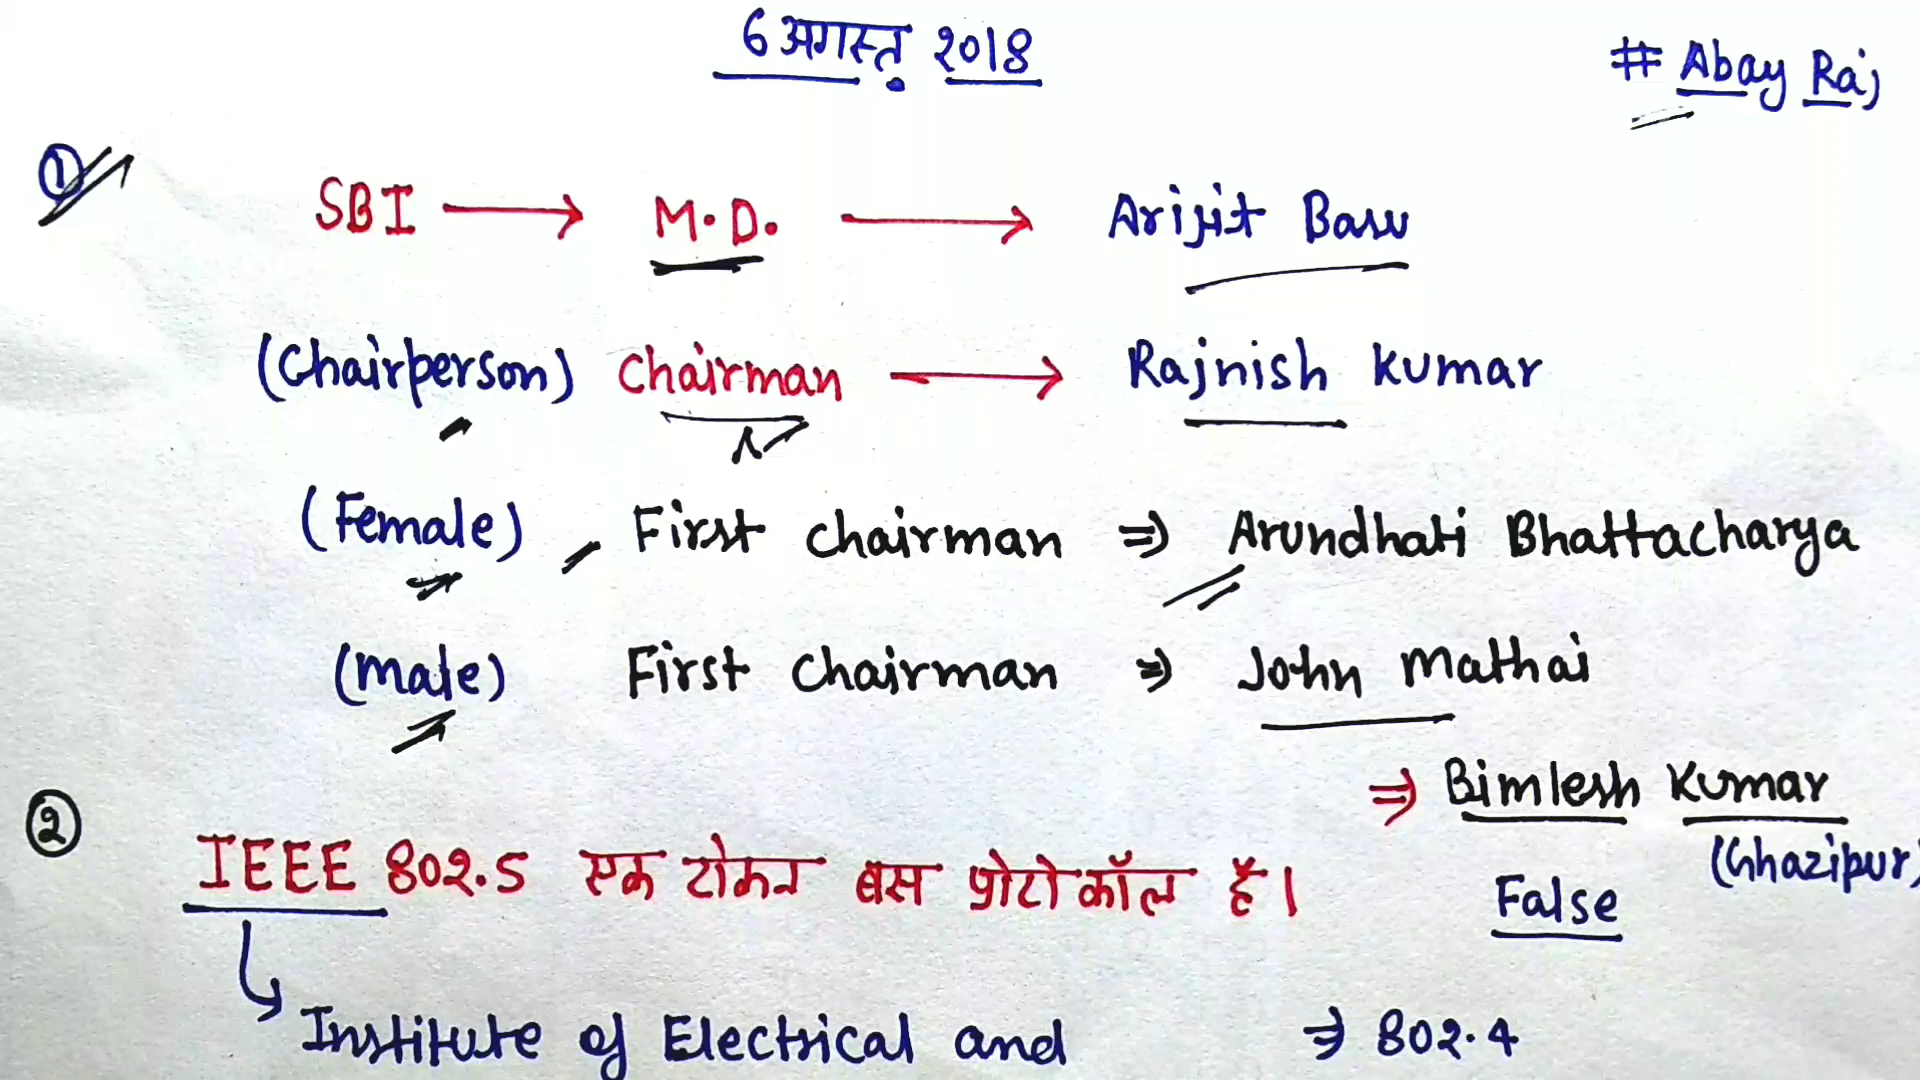 6 अगस्त 2018
# Abay Raj
① SBI → M.D. → Arijit Basu
(Chairperson) Chairman → Rajnish Kumar
(Female) First Chairman ⇒ Arundhati Bhattacharya
(Male) First Chairman ⇒ John Mathai
⇒ Bimlesh Kumar
(Ghazipur)
② IEEE 802.5 एक टोकन बस प्रोटोकॉल है।
False
Institute of Electrical and
⇒ 802.4